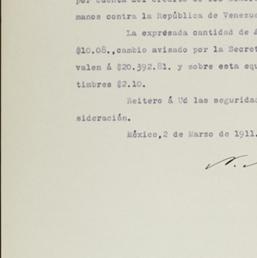 por cuenta del crédito de los
manos contra la República de Venezue
La expresada cantidad de
$10.08.,cambio avisado por la Secret
valen á $20.392.81. y sobre esta equ
timbres $2.10.
Reitero á Ud las seguridad
sideración.
México,2 de Marzo de 1911.